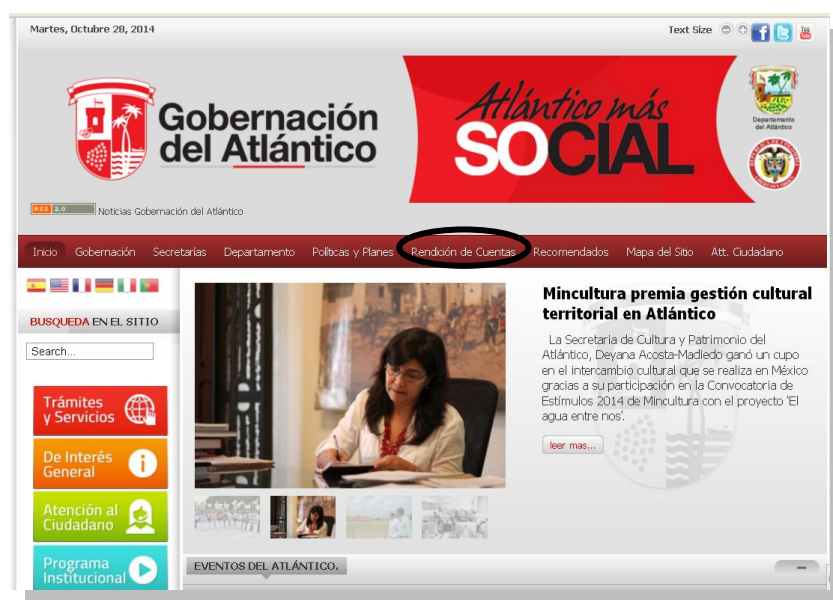 Martes, Octubre 28, 2014
Text Size
Gobernación
del Atlántico
Atlántico más
SOCIAL
Departamento
del Atlántico
RSS 2.0 Noticias Gobernación del Atlántico
Inicio Gobernación Secretarías Departamento Políticas y Planes Rendición de Cuentas Recomendados Mapa del Sitio Att. Ciudadano
BUSQUEDA EN EL SITIO
Search...
Trámites
y Servicios
De Interés
General
Atención al
Ciudadano
Programa
Institucional
Mincultura premia gestión cultural
territorial en Atlántico
La Secretaria de Cultura y Patrimonio del
Atlántico, Deyana Acosta-Madiedo ganó un cupo
en el intercambio cultural que se realiza en México
gracias a su participación en la Convocatoria de
Estímulos 2014 de Mincultura con el proyecto 'El
agua entre nos'.
leer mas...
EVENTOS DEL ATLÁNTICO.